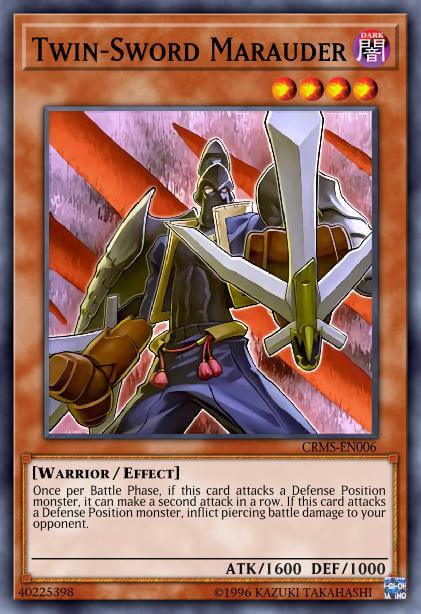 Twin-Sword Marauder
DARK
闇
CRMS-EN006
[Warrior / Effect]
Once per Battle Phase, if this card attacks a Defense Position
monster, it can make a second attack in a row. If this card attacks
a Defense Position monster, inflict piercing battle damage to your
opponent.
ATK/1600 DEF/1000
40225398 ©1996 KAZUKI TAKAHASHI